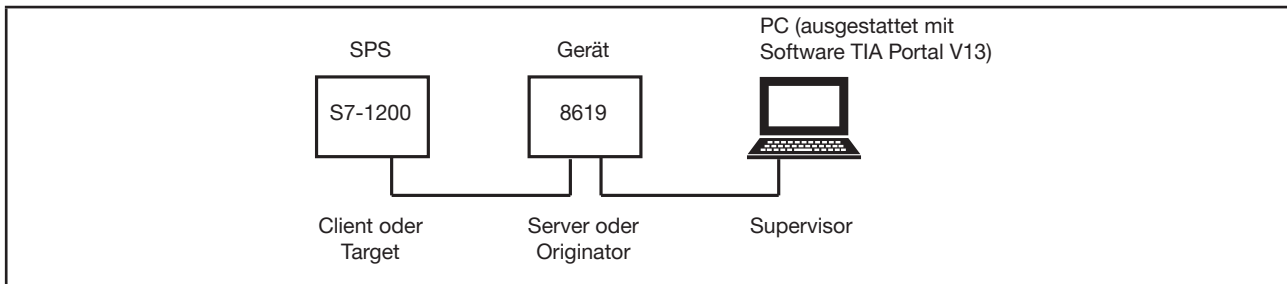 SPS
Gerät
PC (ausgestattet mit
Software TIA Portal V13)
S7-1200
8619
Client oder
Target
Server oder
Originator
Supervisor